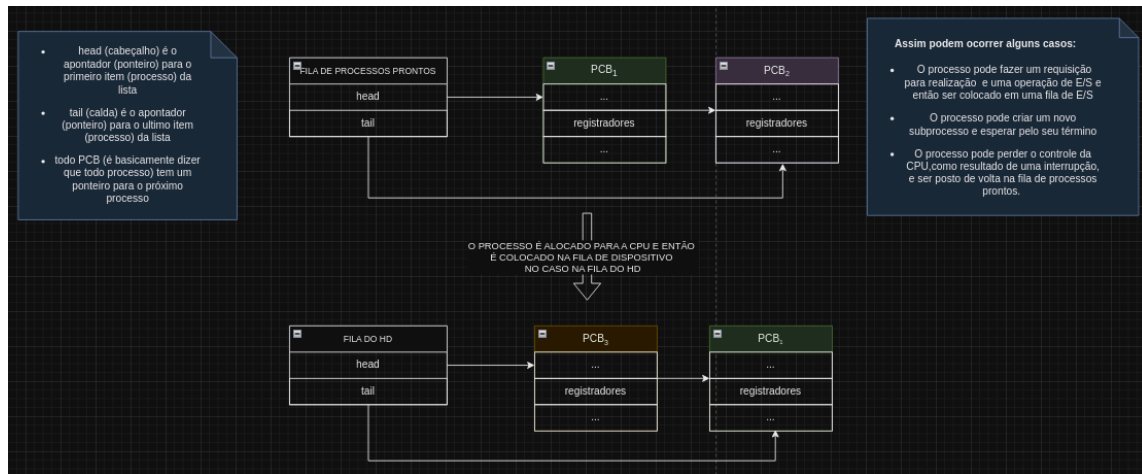 head (cabeçalho) é o
apontador (ponteiro) para o
primeiro item (processo) da
lista
tail (calda) é o apontador
(ponteiro) para o ultimo item
(processo) da lista
todo PCB (é basicamente dizer
que todo processo) tem um
ponteiro para o próximo
processo
FILA DE PROCESSOS PRONTOS
head
tail
PCB1
...
registradores
...
PCB2
...
registradores
...
Assim podem ocorrer alguns casos:
O processo pode fazer um requisição
para realização e uma operação de E/S e
então ser colocado em uma fila de E/S
O processo pode criar um novo
subprocesso e esperar pelo seu término
O processo pode perder o controle da
CPU,como resultado de uma interrupção,
e ser posto de volta na fila de processos
prontos.
O PROCESSO É ALOCADO PARA A CPU E ENTÃO
É COLOCADO NA FILA DE DISPOSITIVO
NO CASO NA FILA DO HD
FILA DO HD
head
tail
PCB3
...
registradores
...
PCB1
...
registradores
...